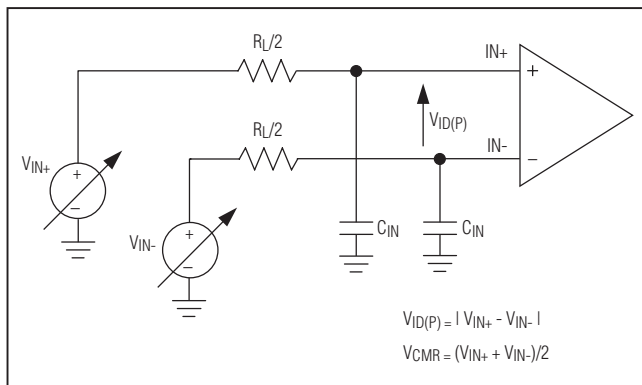 RL/2
IN+
+
RL/2
VID(P)
IN-
−
VIN+
+
−
VIN-
+
−
CIN
CIN
VID(P) = | VIN+ - VIN- |
VCMR = (VIN+ + VIN-)/2